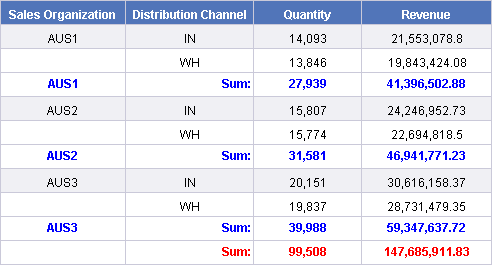 Sales Organization Distribution Channel Quantity Revenue
AUS1 IN 14,093 21,553,078.8
WH 13,846 19,843,424.08
AUS1 Sum: 27,939 41,396,502.88
AUS2 IN 15,807 24,246,952.73
WH 15,774 22,694,818.5
AUS2 Sum: 31,581 46,941,771.23
AUS3 IN 20,151 30,616,158.37
WH 19,837 28,731,479.35
AUS3 Sum: 39,988 59,347,637.72
Sum: 99,508 147,685,911.83